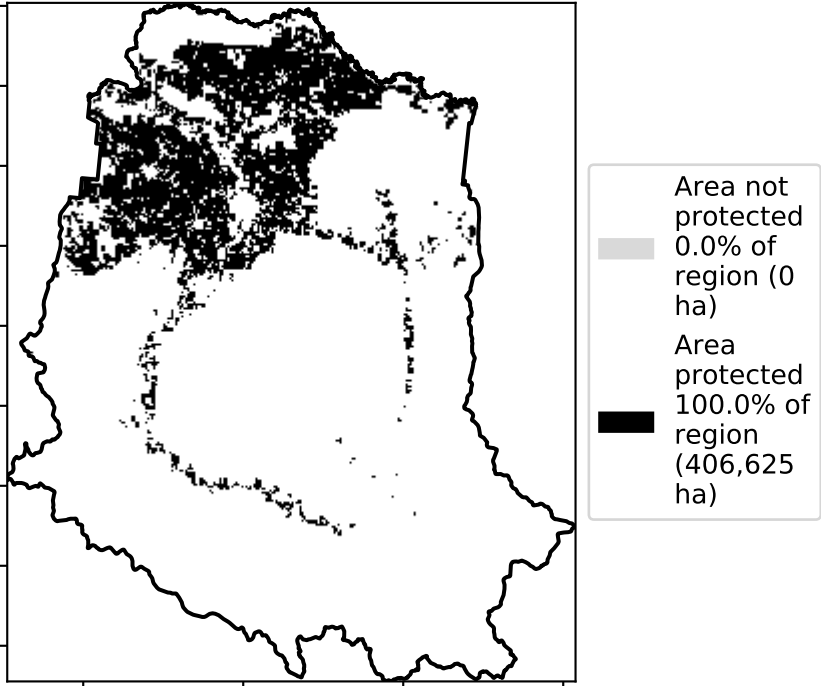 Area not
protected
0.0% of
region (0
ha)
Area
protected
100.0% of
region
(406,625
ha)